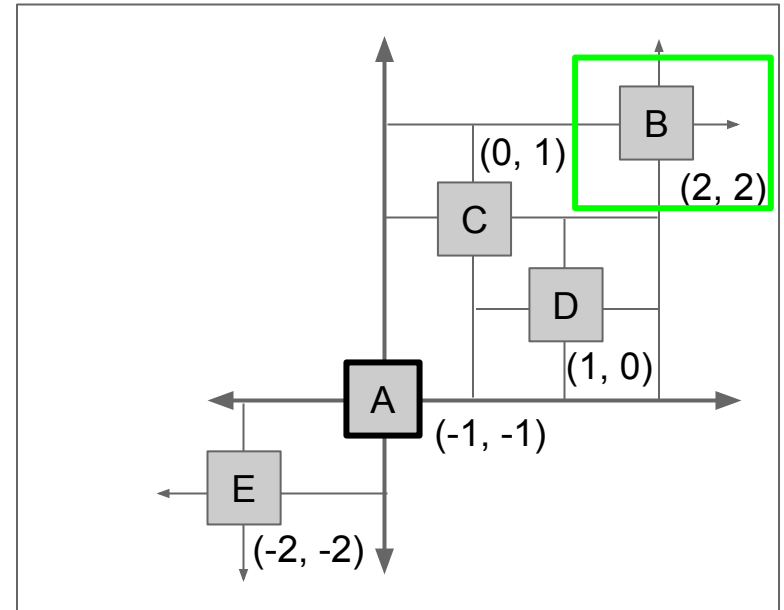 B
(0, 1)
(2, 2)
C
D
(1, 0)
A
(-1, -1)
E
(-2, -2)